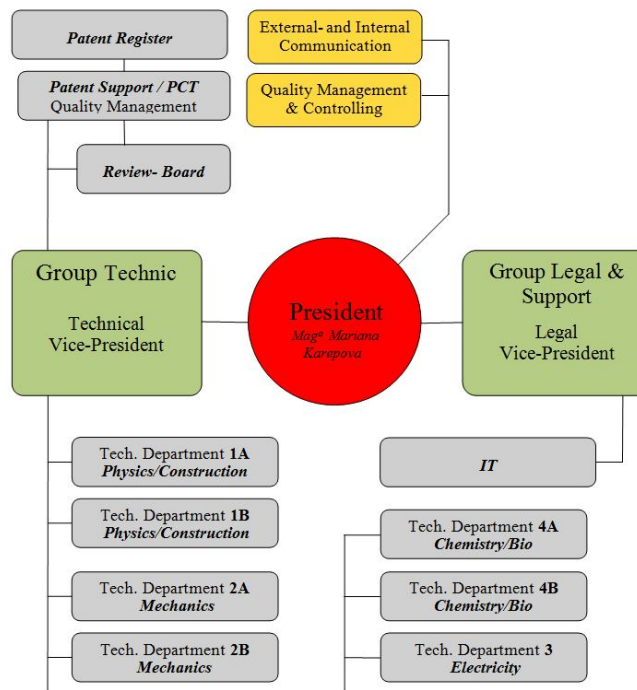 Patent Register
Patent Support / PCT
Quality Management
Review- Board
External- and Internal
Communication
Quality Management
& Controlling
Group Technic
Technical
Vice-President
President
Magª Mariana
Karepova
Group Legal &
Support
Legal
Vice-President
Tech. Department 1A
Physics/Construction
Tech. Department 1B
Physics/Construction
Tech. Department 2A
Mechanics
Tech. Department 2B
Mechanics
IT
Tech. Department 4A
Chemistry/Bio
Tech. Department 4B
Chemistry/Bio
Tech. Department 3
Electricity